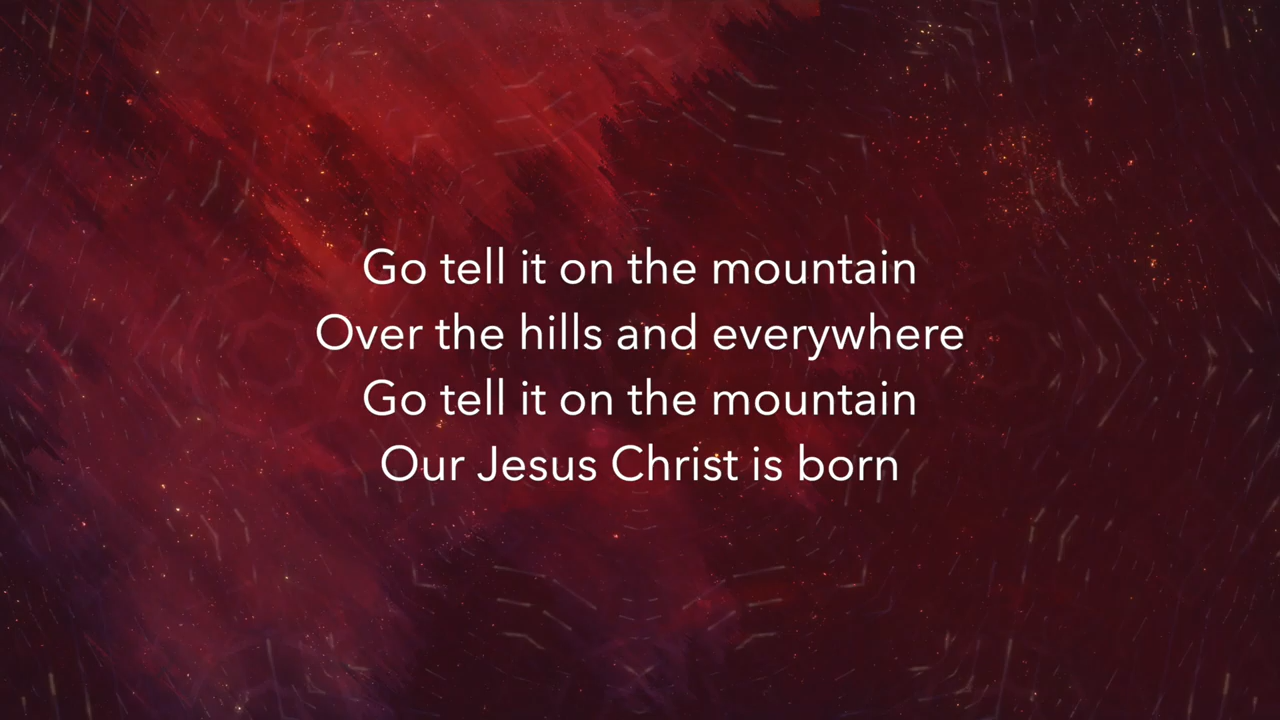 Go tell it on the mountain
Over the hills and everywhere
Go tell it on the mountain
Our Jesus Christ is born